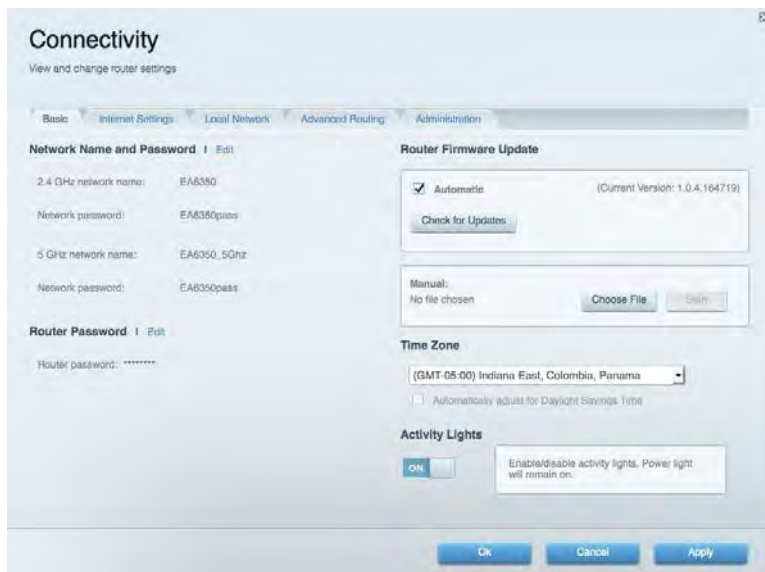 Connectivity
View and change router settings
Basic Internet Settings Local Network Advanced Routing Administration
Network Name and Password | Edit
2.4 GHz network name: EA6350
Network password: EA6350pass
5 GHz network name: EA6350_5Ghz
Network password: EA6350pass
Router Password | Edit
Router password: ********
Router Firmware Update
Automatic (Current Version: 1.0.4.164719)
Check for Updates
Manual:
No file chosen Choose File Start
Time Zone
(GMT-05:00) Indiana East, Colombia, Panama
Automatically adjust for Daylight Savings Time
Activity Lights
ON
Enable/disable activity lights. Power light
will remain on.
Ok Cancel Apply